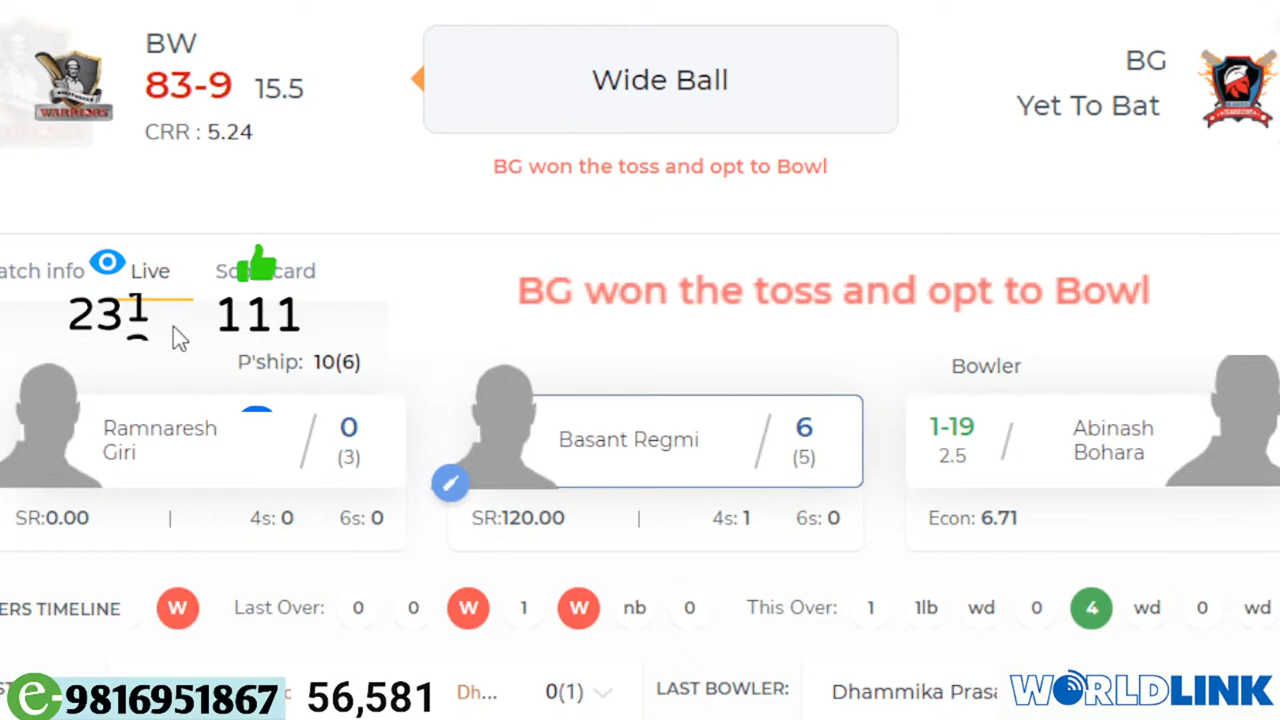 BW
83-9 15.5
CRR : 5.24
Wide Ball
BG
Yet To Bat
BG won the toss and opt to Bowl
WARRIORS
atch info Live Scorecard
231 111
BG won the toss and opt to Bowl
P'ship: 10(6)
Bowler
Ramnaresh
Giri
0
(3)
SR:0.00 | 4s: 0 6s: 0
Basant Regmi
6
(5)
SR:120.00 | 4s: 1 6s: 0
1-19
2.5
Abinash
Bohara
Econ: 6.71
ERS TIMELINE W Last Over: 0 0 W 1 W nb 0 This Over: 1 1lb wd 0 4 wd 0 wd
e-9816951867 56,581 Dh... 0(1) LAST BOWLER: Dhammika Prasa WORLDLINK